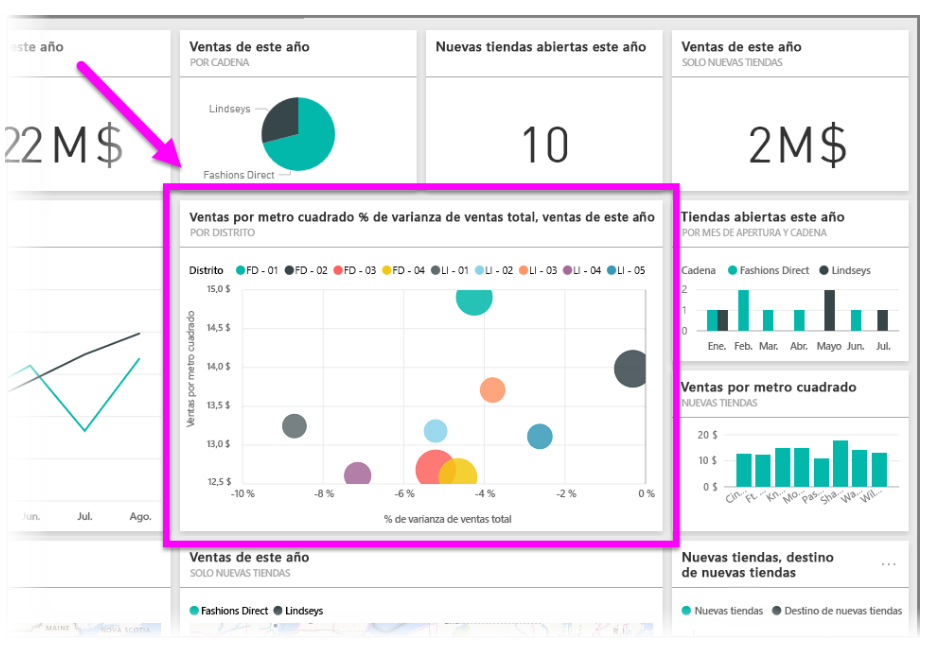 este año
22 M $
Ventas de este año
POR CADENA
Lindseys
Fashions Direct
Nuevas tiendas abiertas este año
10
Ventas de este año
SOLO NUEVAS TIENDAS
2 M $
Jun. Jul. Ago.
Ventas por metro cuadrado % de varianza de ventas total, ventas de este año
POR DISTRITO
Distrito FD - 01 FD - 02 FD - 03 FD - 04 LI - 01 LI - 02 LI - 03 LI - 04 LI - 05
Ventas por metro cuadrado
15,0 $
14,5 $
14,0 $
13,5 $
13,0 $
12,5 $
-10 % -8 % -6 % -4 % -2 % 0 %
% de varianza de ventas total
Tiendas abiertas este año
POR MES DE APERTURA Y CADENA
Cadena Fashions Direct Lindseys
2
1
0
Ene. Feb. Mar. Abr. Mayo Jun. Jul.
Ventas por metro cuadrado
NUEVAS TIENDAS
20 $
10 $
0 $
Cin... Ft. ... Kn... Mo... Pas... Sha... Wa... Wil...
Ventas de este año
SOLO NUEVAS TIENDAS
Fashions Direct Lindseys
MAINE NOVA SCOTIA
R.I.
Nuevas tiendas, destino
de nuevas tiendas
...
Nuevas tiendas Destino de nuevas tiendas